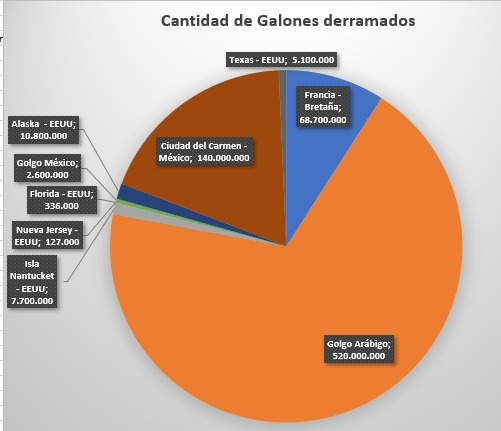 Cantidad de Galones derramados
Texas - EEUU; 5.100.000
Francia -
Bretaña;
68.700.000
Alaska - EEUU;
10.800.000
Ciudad del Carmen -
México; 140.000.000
Golgo México;
2.600.000
Florida - EEUU;
336.000
Nueva Jersey -
EEUU; 127.000
Isla
Nantucket
- EEUU;
7.700.000
Golgo Arábigo;
520.000.000